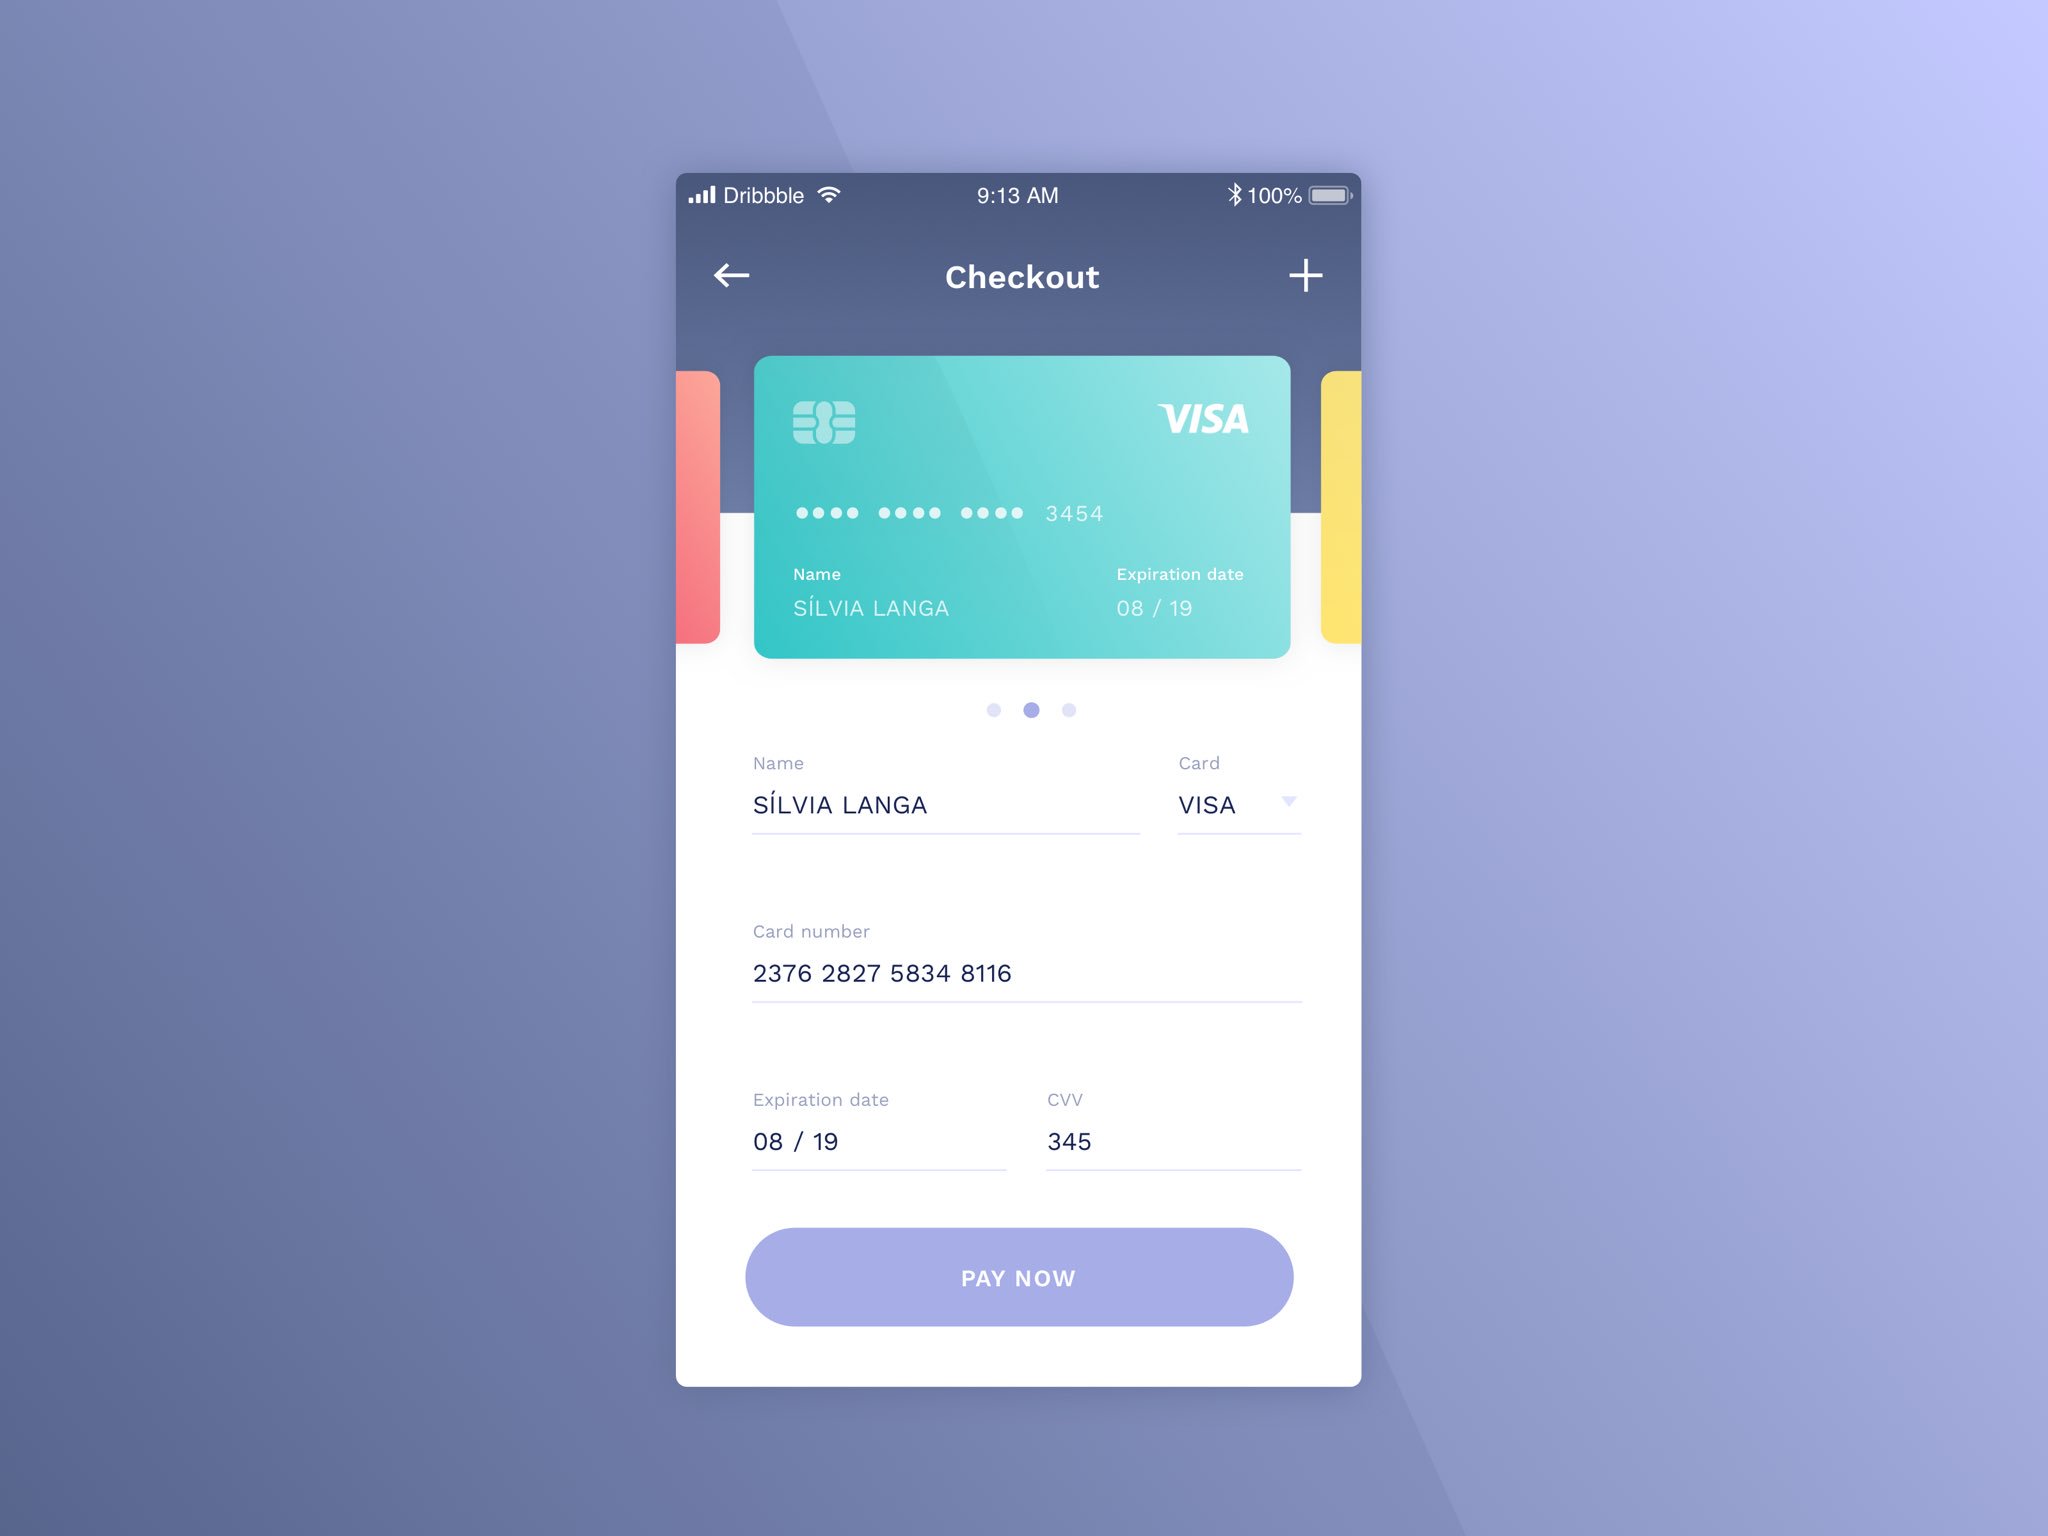 Dribbble 9:13 AM 100%
Checkout
VISA
•••• •••• •••• 3454
Name Expiration date
SÍLVIA LANGA 08 / 19
Name Card
SÍLVIA LANGA VISA
Card number
2376 2827 5834 8116
Expiration date CVV
08 / 19 345
PAY NOW